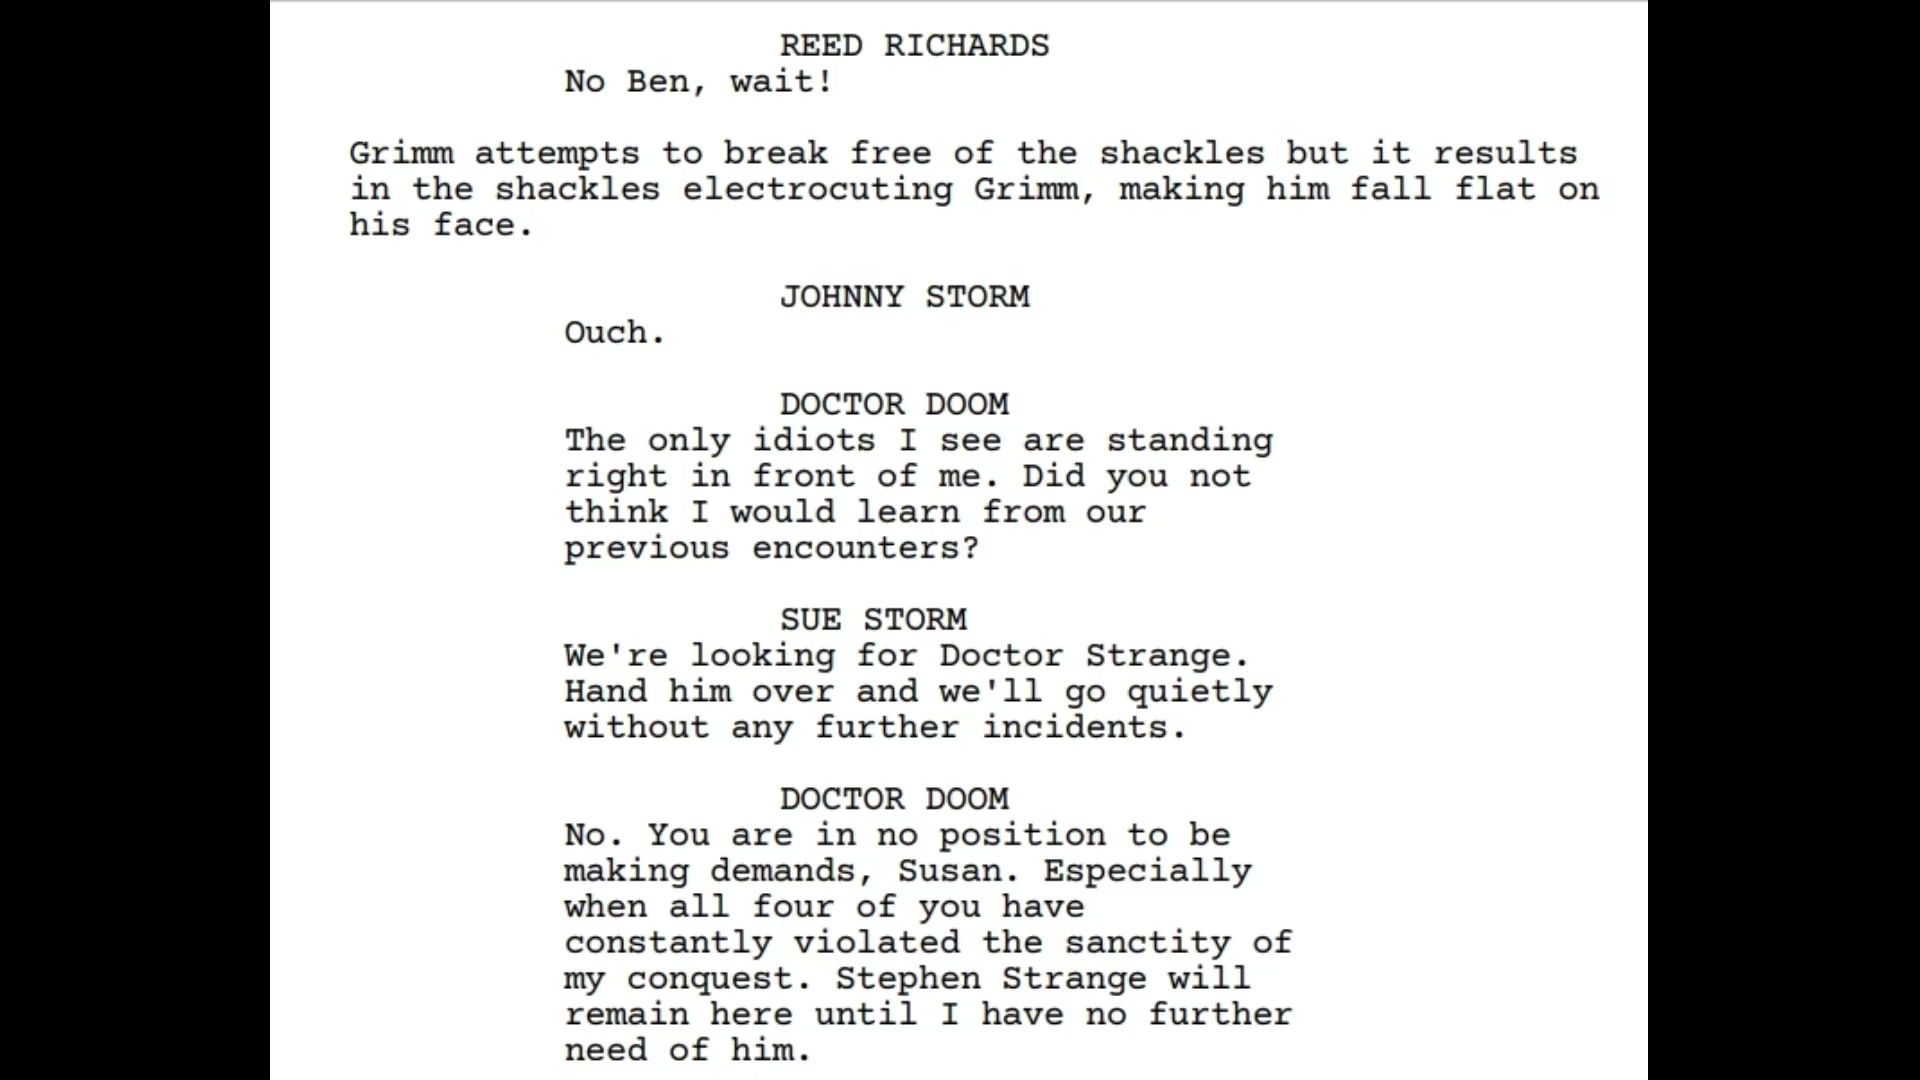 REED RICHARDS
No Ben, wait!
Grimm attempts to break free of the shackles but it results
in the shackles electrocuting Grimm, making him fall flat on
his face.
JOHNNY STORM
Ouch.
DOCTOR DOOM
The only idiots I see are standing
right in front of me. Did you not
think I would learn from our
previous encounters?
SUE STORM
We're looking for Doctor Strange.
Hand him over and we'll go quietly
without any further incidents.
DOCTOR DOOM
No. You are in no position to be
making demands, Susan. Especially
when all four of you have
constantly violated the sanctity of
my conquest. Stephen Strange will
remain here until I have no further
need of him.